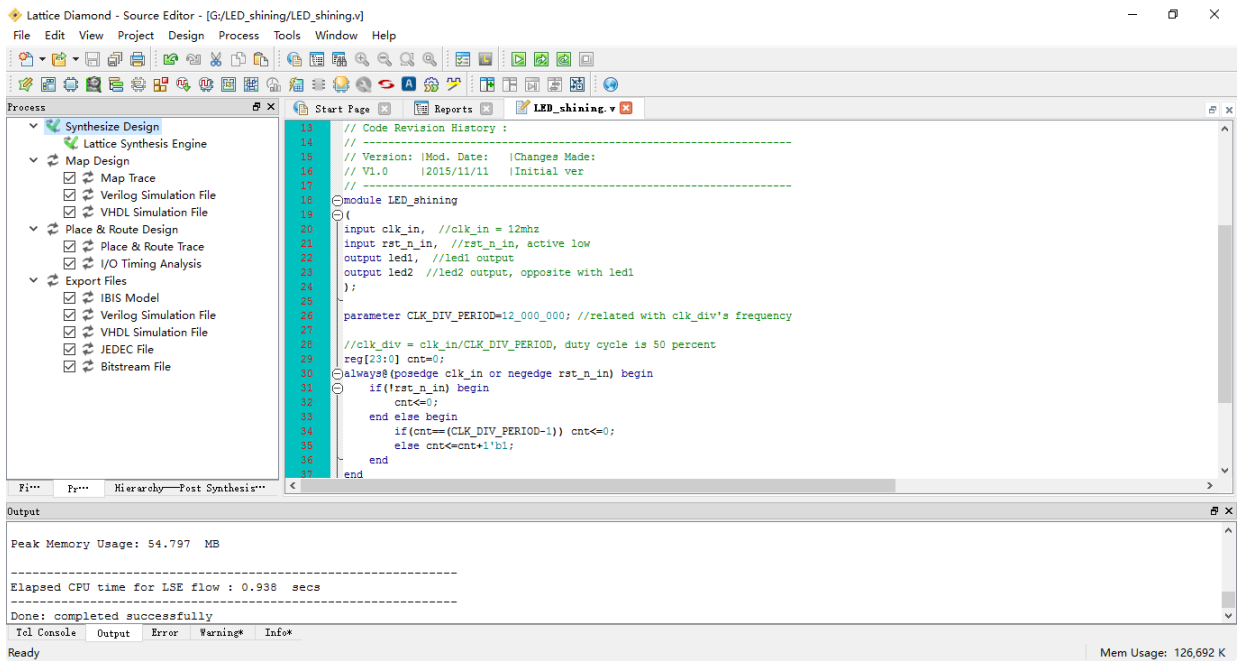 Lattice Diamond - Source Editor - [G:/LED_shining/LED_shining.v]
File Edit View Project Design Process Tools Window Help
Process
Synthesize Design
Lattice Synthesis Engine
Map Design
Map Trace
Verilog Simulation File
VHDL Simulation File
Place & Route Design
Place & Route Trace
I/O Timing Analysis
Export Files
IBIS Model
Verilog Simulation File
VHDL Simulation File
JEDEC File
Bitstream File
Fi··· Pr··· Hierarchy——Post Synthesis···
Start Page Reports LED_shining.v
13 // Code Revision History :
14 // --------------------------------------------------------------------
15 // Version: |Mod. Date: |Changes Made:
16 // V1.0 |2015/11/11 |Initial ver
17 // --------------------------------------------------------------------
18 module LED_shining
19 (
20 input clk_in, //clk_in = 12mhz
21 input rst_n_in, //rst_n_in, active low
22 output led1, //led1 output
23 output led2 //led2 output, opposite with led1
24 );
25
26 parameter CLK_DIV_PERIOD=12_000_000; //related with clk_div's frequency
27
28 //clk_div = clk_in/CLK_DIV_PERIOD, duty cycle is 50 percent
29 reg[23:0] cnt=0;
30 always@(posedge clk_in or negedge rst_n_in) begin
31 if(!rst_n_in) begin
32 cnt<=0;
33 end else begin
34 if(cnt==(CLK_DIV_PERIOD-1)) cnt<=0;
35 else cnt<=cnt+1'b1;
36 end
37 end
Output
Peak Memory Usage: 54.797 MB
--------------------------------------------------------------
Elapsed CPU time for LSE flow : 0.938 secs
--------------------------------------------------------------
Done: completed successfully
Tcl Console Output Error Warning* Info*
Ready Mem Usage: 126,692 K